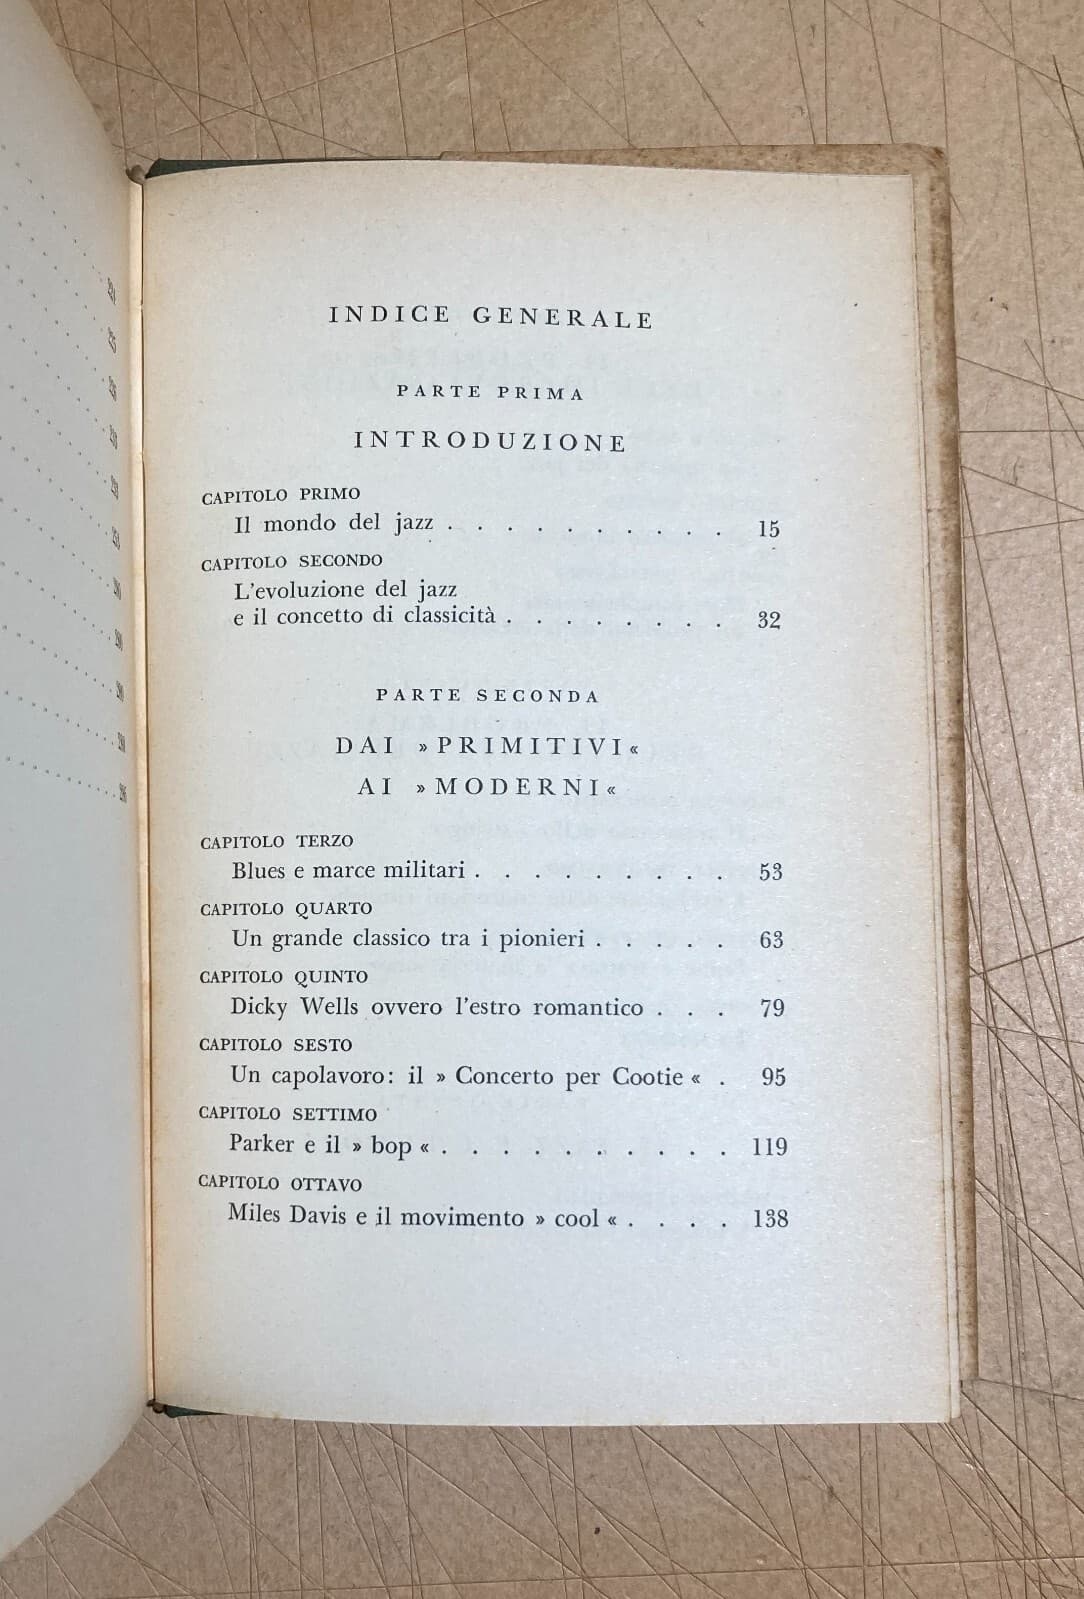 INDICE GENERALE
PARTE PRIMA
INTRODUZIONE
CAPITOLO PRIMO
Il mondo del jazz . . . . . . . . . . 15
CAPITOLO SECONDO
L'evoluzione del jazz
e il concetto di classicità . . . . . . . . 32
PARTE SECONDA
DAI » PRIMITIVI «
AI » MODERNI «
CAPITOLO TERZO
Blues e marce militari . . . . . . . . . 53
CAPITOLO QUARTO
Un grande classico tra i pionieri . . . . . 63
CAPITOLO QUINTO
Dicky Wells ovvero l'estro romantico . . . 79
CAPITOLO SESTO
Un capolavoro: il » Concerto per Cootie « . 95
CAPITOLO SETTIMO
Parker e il » bop « . . . . . . . . . . 119
CAPITOLO OTTAVO
Miles Davis e il movimento » cool « . . . . 138